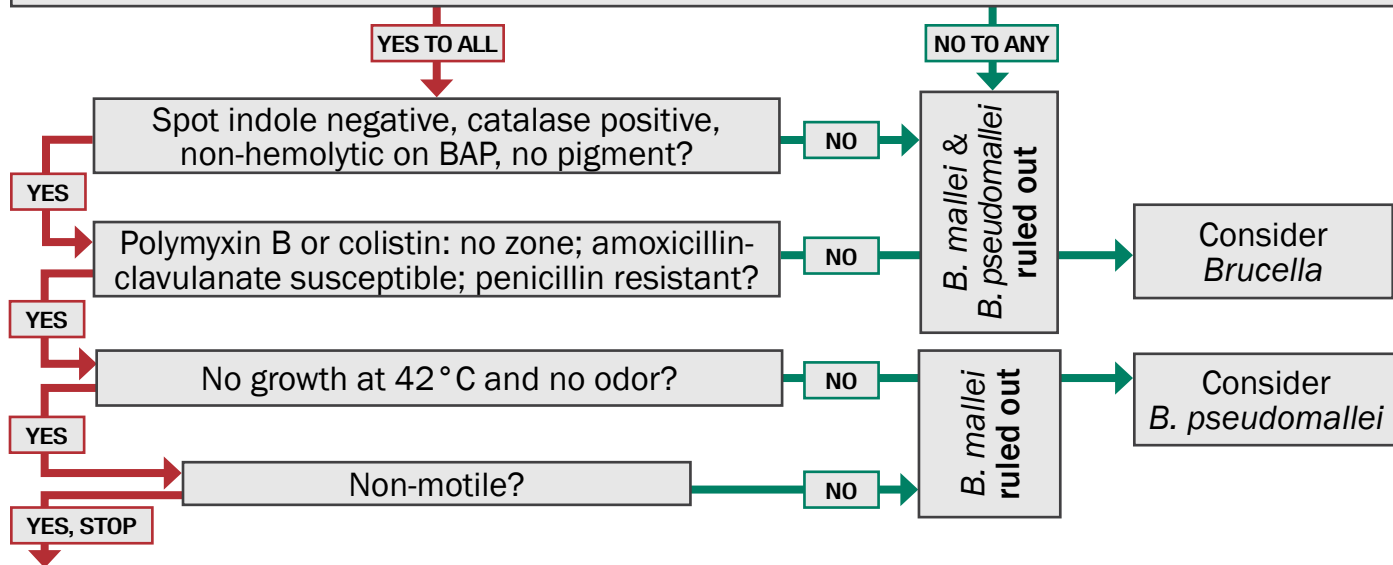 YES TO ALL
NO TO ANY
Spot indole negative, catalase positive,
non-hemolytic on BAP, no pigment?
NO
B. mallei &
B. pseudomallei
ruled out
YES
Polymyxin B or colistin: no zone; amoxicillin-
clavulanate susceptible; penicillin resistant?
NO
Consider
Brucella
YES
No growth at 42°C and no odor?
NO
B. mallei
ruled out
Consider
B. pseudomallei
YES
Non-motile?
NO
YES, STOP